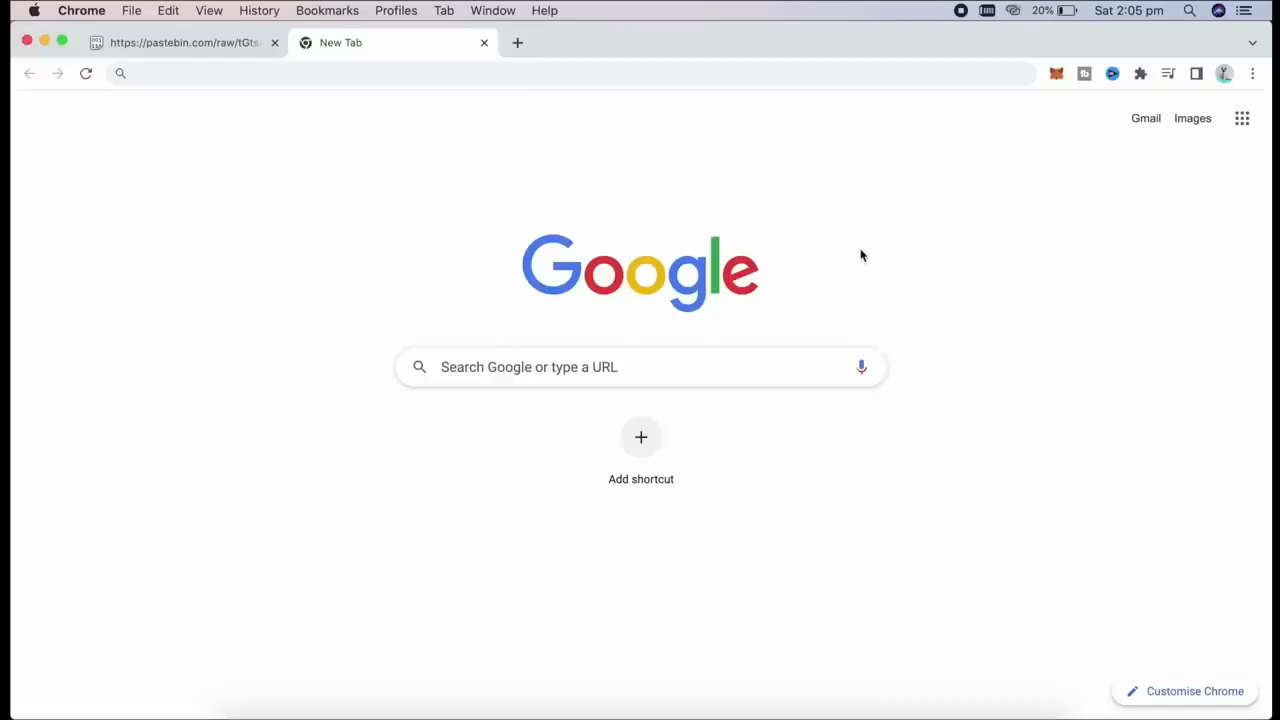 Chrome File Edit View History Bookmarks Profiles Tab Window Help 20% Sat 2:05 pm
https://pastebin.com/raw/tGts New Tab
Gmail Images
Google
Search Google or type a URL
Add shortcut
Customise Chrome